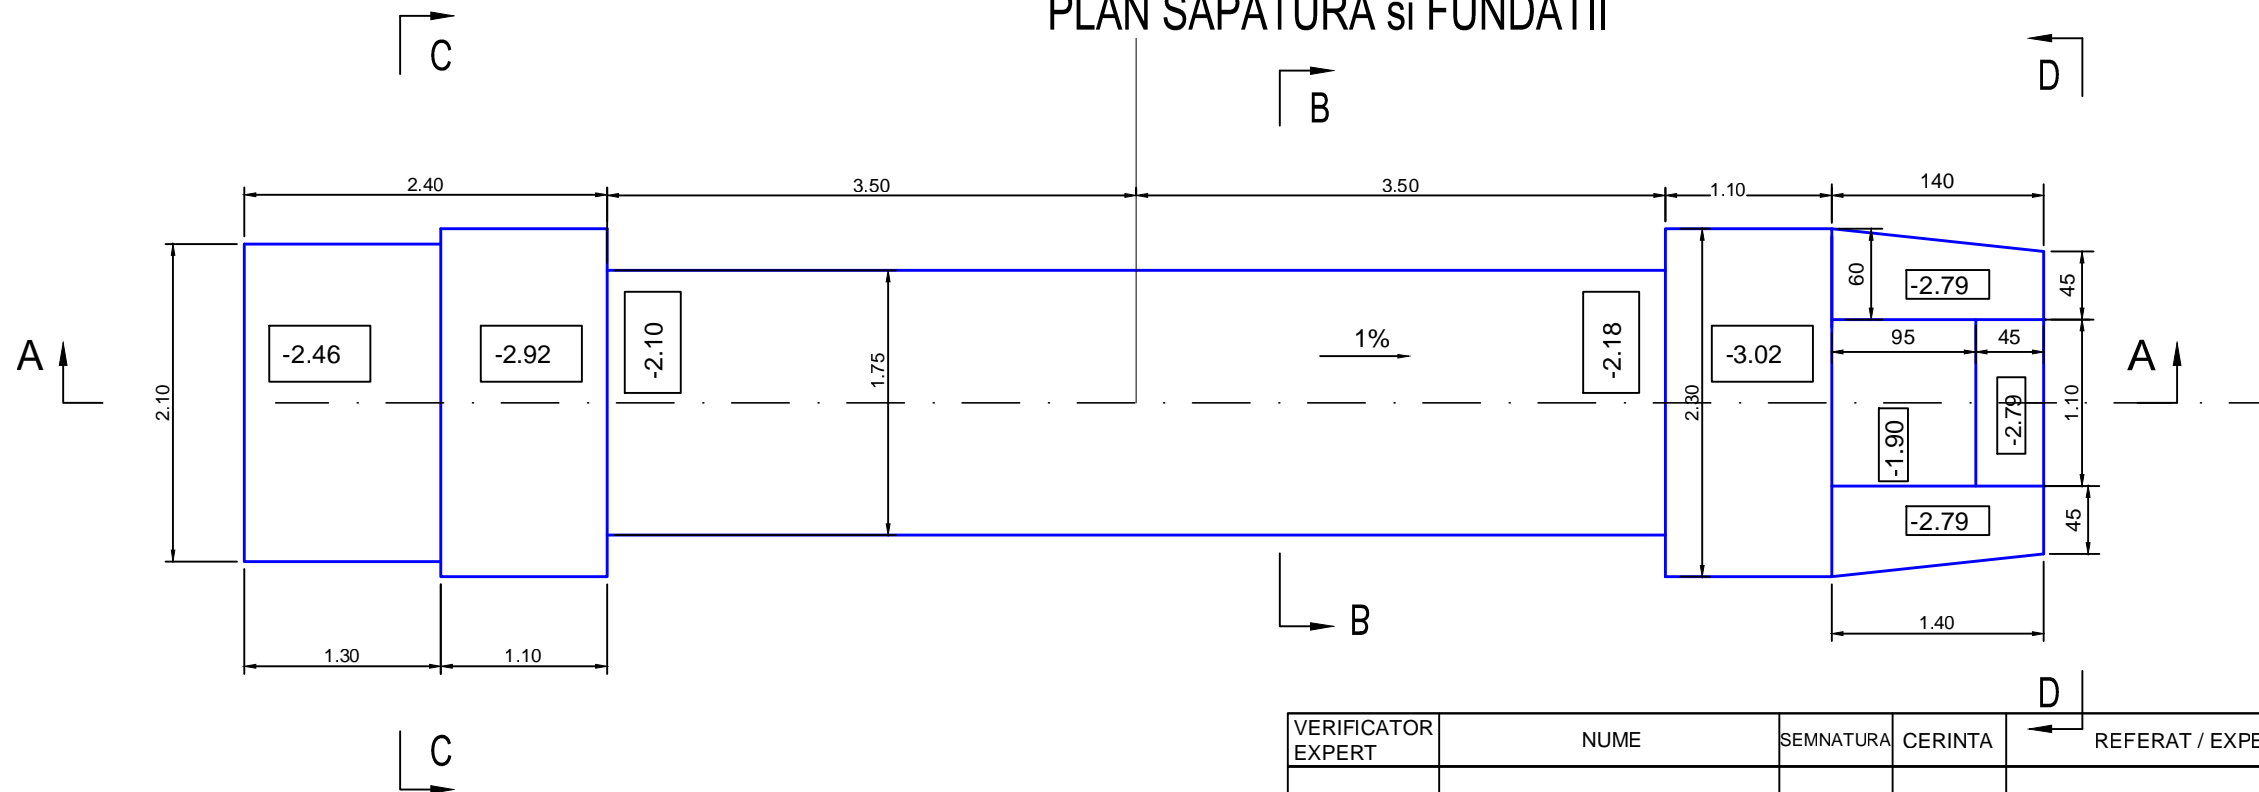 PLAN SAPATURA si FUNDATII
C
B
D
2.40
3.50
3.50
1.10
140
60
-2.79
45
A
-2.46
-2.92
-2.10
1.75
1%
-2.18
-3.02
95
45
A
2.10
2.30
-1.90
-2.79
1.10
-2.79
45
1.30
1.10
B
1.40
C
D
VERIFICATOR
EXPERT
NUME
SEMNATURA
CERINTA
REFERAT / EXPE